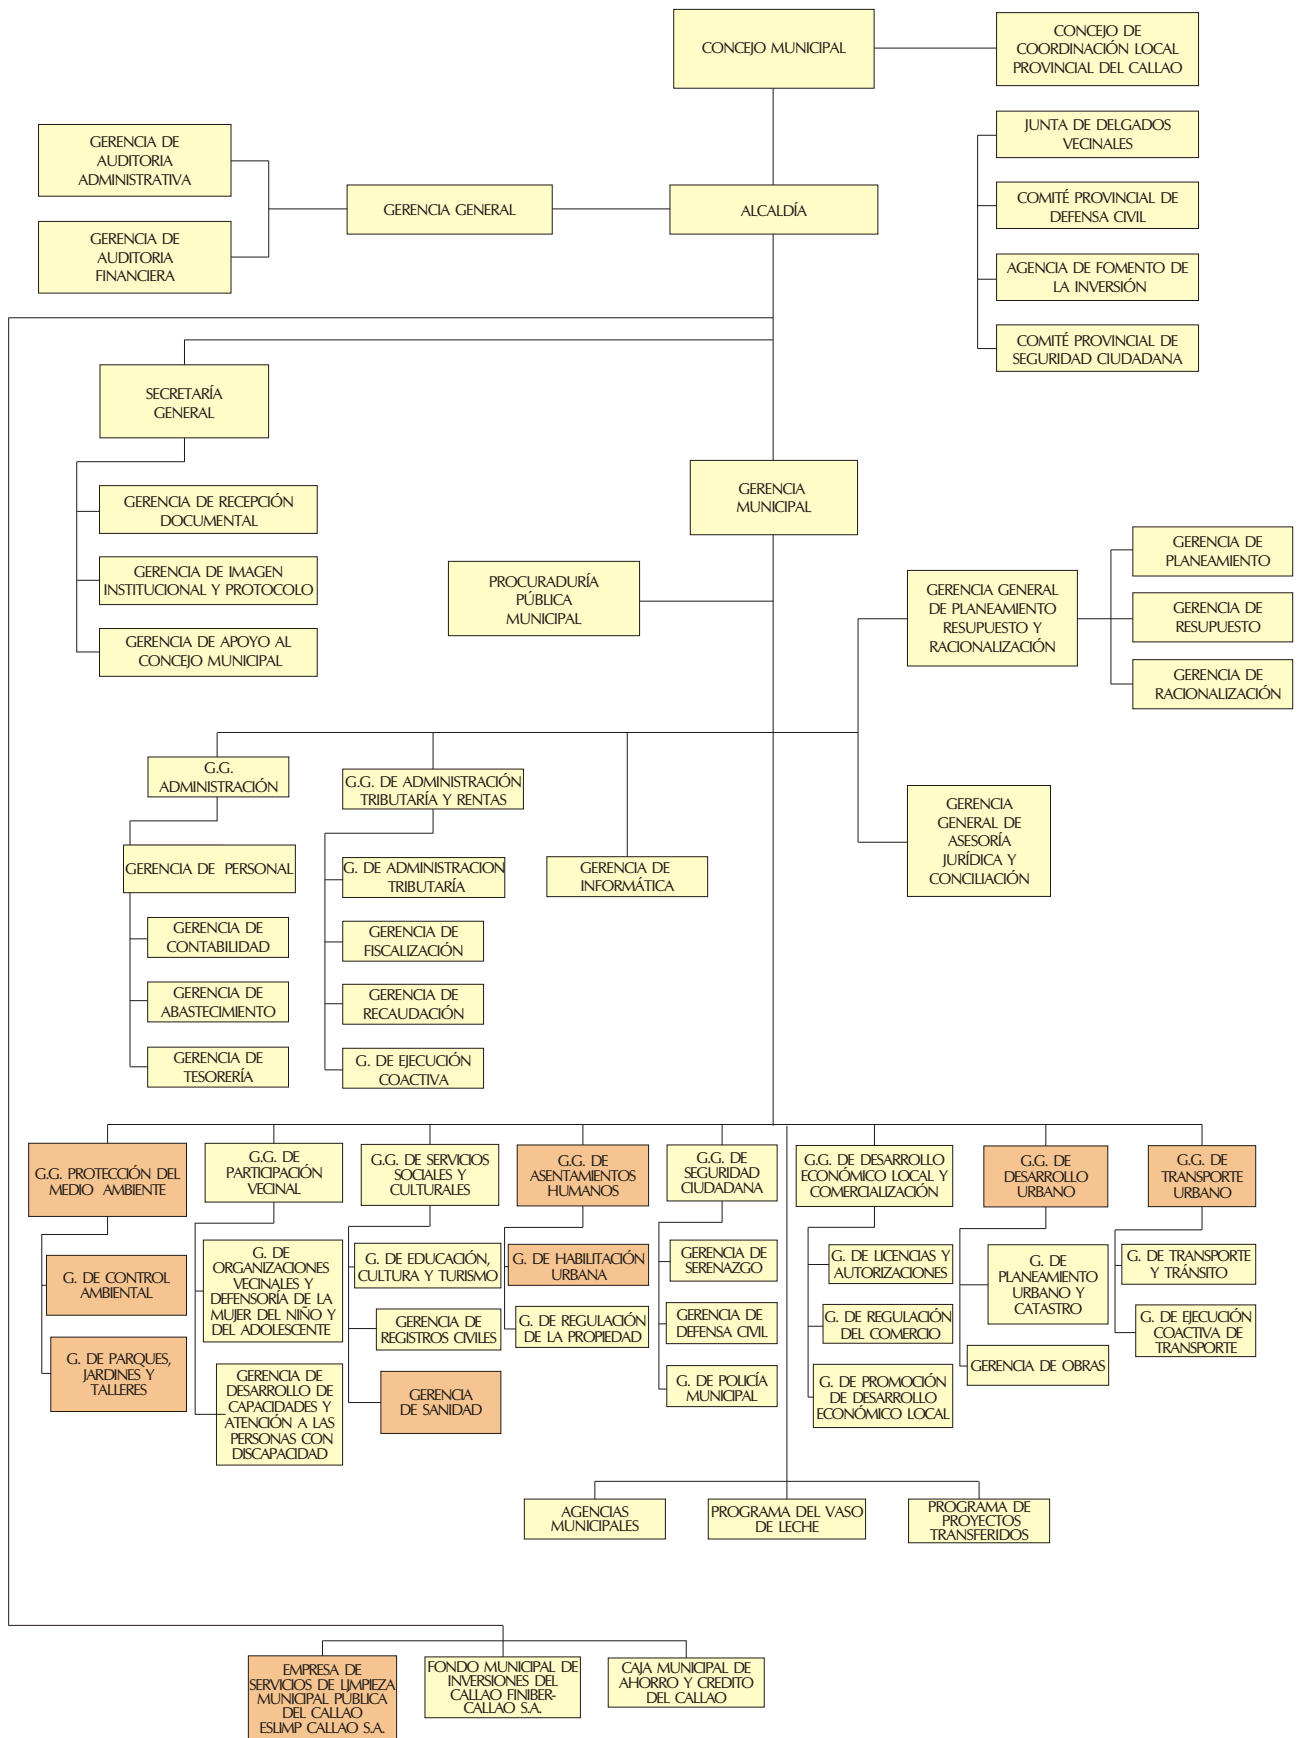 CONCEJO MUNICIPAL
CONCEJO DE
COORDINACIÓN LOCAL
PROVINCIAL DEL CALLAO
JUNTA DE DELGADOS
VECINALES
COMITÉ PROVINCIAL DE
DEFENSA CIVIL
AGENCIA DE FOMENTO DE
LA INVERSIÓN
COMITÉ PROVINCIAL DE
SEGURIDAD CIUDADANA
GERENCIA DE
AUDITORIA
ADMINISTRATIVA
GERENCIA DE
AUDITORIA
FINANCIERA
GERENCIA GENERAL
ALCALDÍA
SECRETARÍA
GENERAL
GERENCIA DE RECEPCIÓN
DOCUMENTAL
GERENCIA DE IMAGEN
INSTITUCIONAL Y PROTOCOLO
GERENCIA DE APOYO AL
CONCEJO MUNICIPAL
GERENCIA
MUNICIPAL
PROCURADURÍA
PÚBLICA
MUNICIPAL
GERENCIA GENERAL
DE PLANEAMIENTO
RESUPUESTO Y
RACIONALIZACIÓN
GERENCIA DE
PLANEAMIENTO
GERENCIA DE
RESUPUESTO
GERENCIA DE
RACIONALIZACIÓN
G.G.
ADMINISTRACIÓN
GERENCIA DE PERSONAL
GERENCIA DE
CONTABILIDAD
GERENCIA DE
ABASTECIMIENTO
GERENCIA DE
TESORERÍA
G.G. DE ADMINISTRACIÓN
TRIBUTARÍA Y RENTAS
G. DE ADMINISTRACION
TRIBUTARÍA
GERENCIA DE
FISCALIZACIÓN
GERENCIA DE
RECAUDACIÓN
G. DE EJECUCIÓN
COACTIVA
GERENCIA DE
INFORMÁTICA
GERENCIA
GENERAL DE
ASESORÍA
JURÍDICA Y
CONCILIACIÓN
G.G. PROTECCIÓN DEL
MEDIO AMBIENTE
G. DE CONTROL
AMBIENTAL
G. DE PARQUES,
JARDINES Y
TALLERES
G.G. DE
PARTICIPACIÓN
VECINAL
G. DE
ORGANIZACIONES
VECINALES Y
DEFENSORÍA DE LA
MUJER DEL NIÑO Y
DEL ADOLESCENTE
GERENCIA DE
DESARROLLO DE
CAPACIDADES Y
ATENCIÓN A LAS
PERSONAS CON
DISCAPACIDAD
G.G. DE SERVICIOS
SOCIALES Y
CULTURALES
G. DE EDUCACIÓN,
CULTURA Y TURISMO
GERENCIA DE
REGISTROS CIVILES
GERENCIA
DE SANIDAD
G.G. DE
ASENTAMIENTOS
HUMANOS
G. DE HABILITACIÓN
URBANA
G. DE REGULACIÓN
DE LA PROPIEDAD
G.G. DE
SEGURIDAD
CIUDADANA
GERENCIA DE
SERENAZGO
GERENCIA DE
DEFENSA CIVIL
G. DE POLICÍA
MUNICIPAL
G.G. DE DESARROLLO
ECONÓMICO LOCAL Y
COMERCIALIZACIÓN
G. DE LICENCIAS Y
AUTORIZACIONES
G. DE REGULACIÓN
DEL COMERCIO
G. DE PROMOCIÓN
DE DESARROLLO
ECONÓMICO LOCAL
G.G. DE
DESARROLLO
URBANO
G. DE
PLANEAMIENTO
URBANO Y
CATASTRO
GERENCIA DE OBRAS
G.G. DE
TRANSPORTE
URBANO
G. DE TRANSPORTE
Y TRÁNSITO
G. DE EJECUCIÓN
COACTIVA DE
TRANSPORTE
AGENCIAS
MUNICIPALES
PROGRAMA DEL VASO
DE LECHE
PROGRAMA DE
PROYECTOS
TRANSFERIDOS
EMPRESA DE
SERVICIOS DE LIMPIEZA
MUNICIPAL PÚBLICA
DEL CALLAO
ESLIMP CALLAO S.A.
FONDO MUNICIPAL DE
INVERSIONES DEL
CALLAO FINIBER-
CALLAO S.A.
CAJA MUNICIPAL DE
AHORRO Y CREDITO
DEL CALLAO